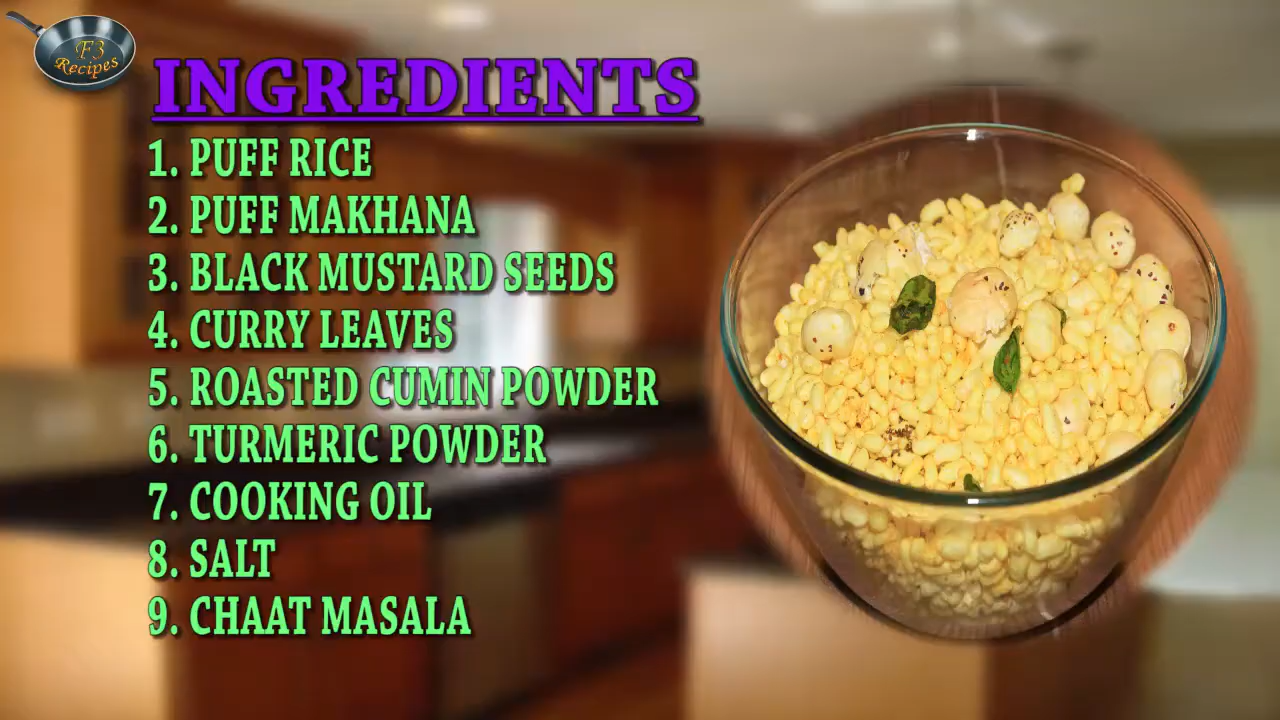 F3
Recipes
INGREDIENTS
1. PUFF RICE
2. PUFF MAKHANA
3. BLACK MUSTARD SEEDS
4. CURRY LEAVES
5. ROASTED CUMIN POWDER
6. TURMERIC POWDER
7. COOKING OIL
8. SALT
9. CHAAT MASALA